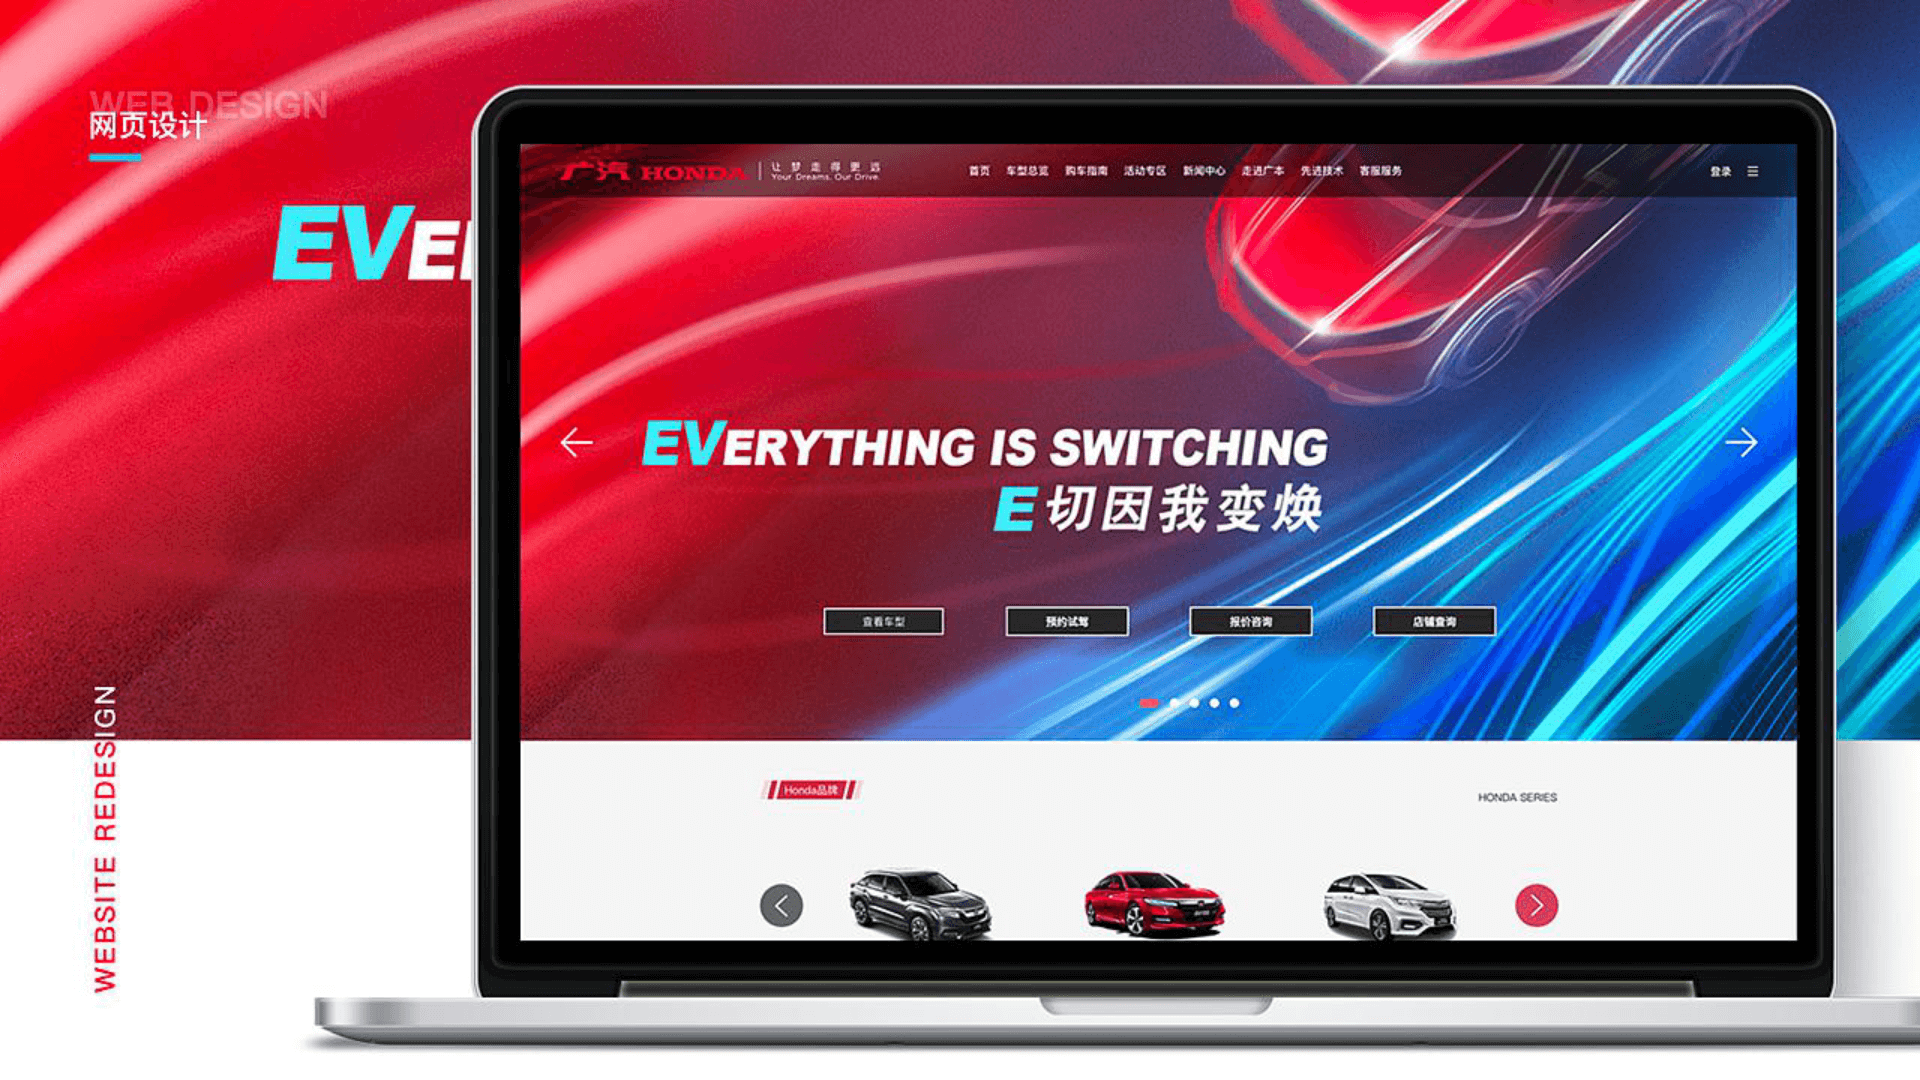 WEB DESIGN
网页设计
EVE
广汽 HONDA
让梦走得更远
Your Dreams. Our Drive.
首页 车型总览 购车指南 活动专区 新闻中心 走进广本 先进技术 客服服务
登录
EVERYTHING IS SWITCHING
E切因我变焕
查看车型 预约试驾 报价咨询 店铺查询
Honda品牌
HONDA SERIES
WEBSITE REDESIGN